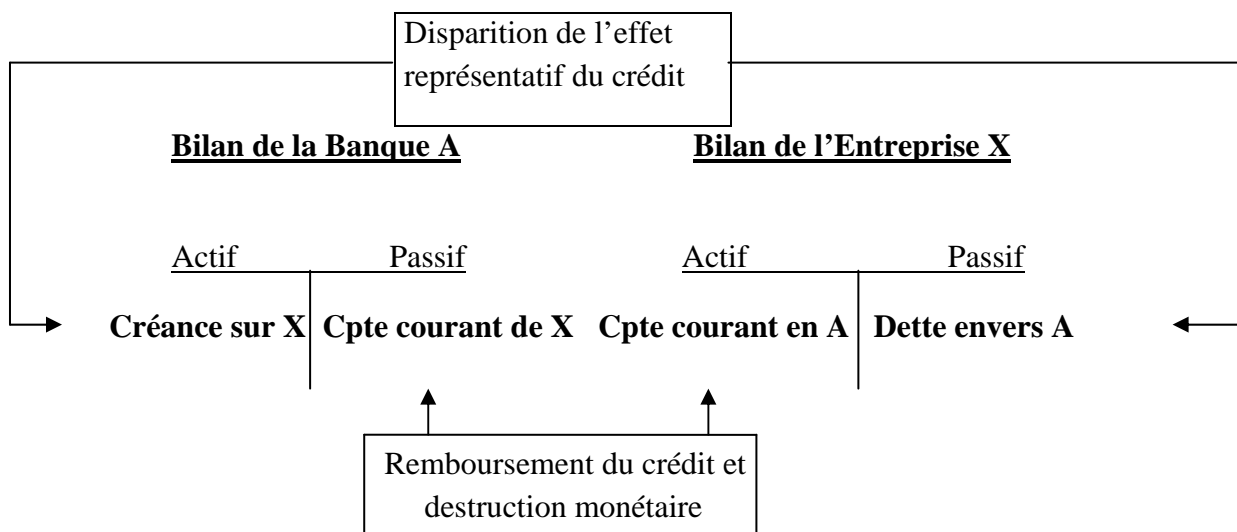 Disparition de l’effet
représentatif du crédit
Bilan de la Banque A Bilan de l’Entreprise X
Actif Passif Actif Passif
Créance sur X Cpte courant de X Cpte courant en A Dette envers A
Remboursement du crédit et
destruction monétaire